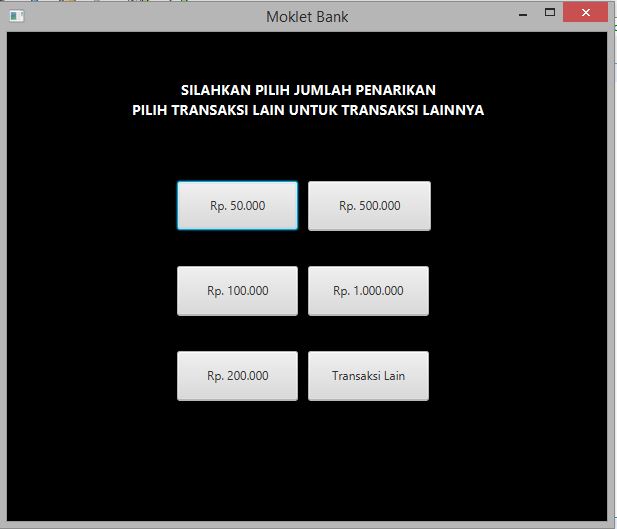 Moklet Bank
SILAHKAN PILIH JUMLAH PENARIKAN
PILIH TRANSAKSI LAIN UNTUK TRANSAKSI LAINNYA
Rp. 50.000
Rp. 500.000
Rp. 100.000
Rp. 1.000.000
Rp. 200.000
Transaksi Lain